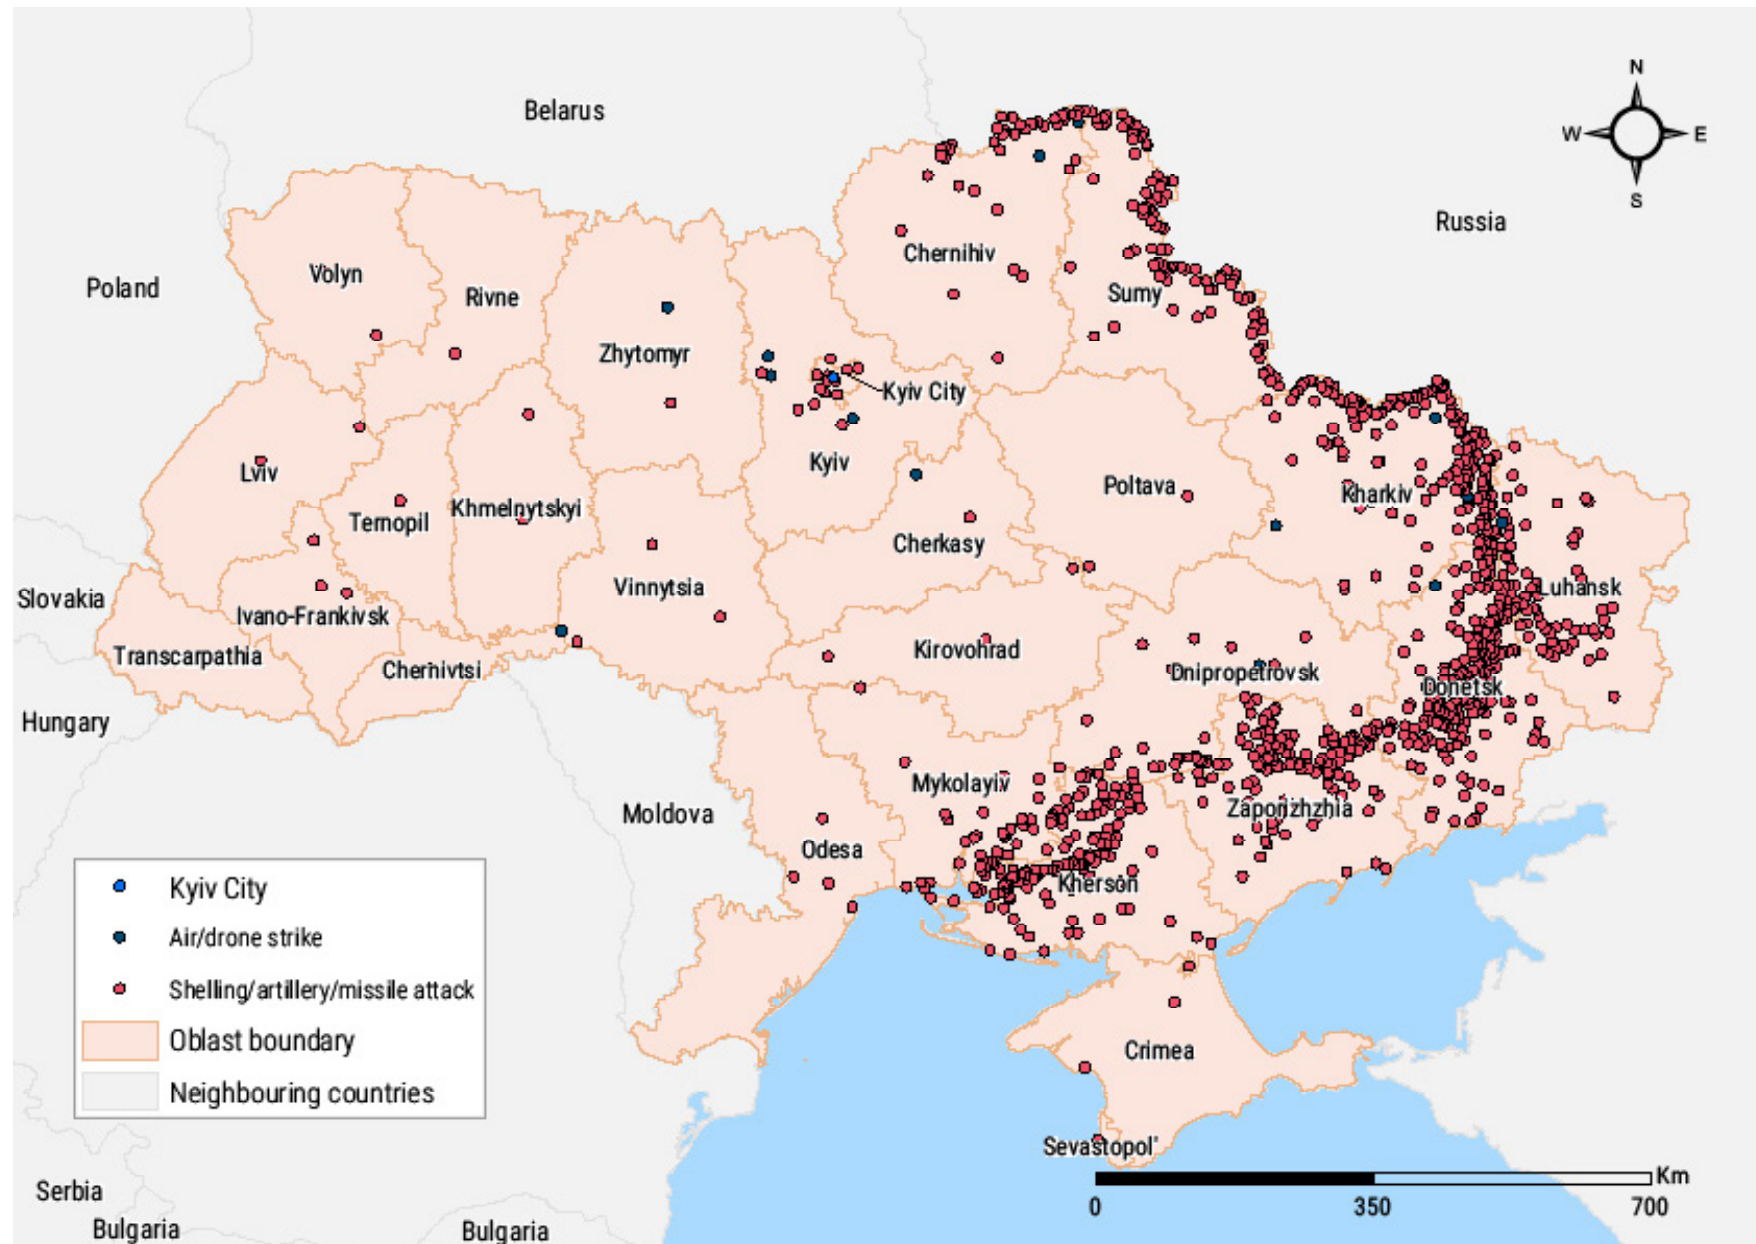 N
W
E
S
Belarus
Russia
Poland
Volyn
Rivne
Zhytomyr
Chernihiv
Sumy
Kyiv City
Kyiv
Lviv
Ternopil
Khmelnytskyi
Vinnytsia
Cherkasy
Poltava
Kharkiv
Luhansk
Slovakia
Ivano-Frankivsk
Transcarpathia
Chernivtsi
Kirovohrad
Dnipropetrovsk
Donetsk
Hungary
Moldova
Mykolayiv
Zaporizhzhia
Odesa
Kherson
Kyiv City
Air/drone strike
Shelling/artillery/missile attack
Oblast boundary
Neighbouring countries
Crimea
Sevastopol'
Serbia
Bulgaria
Bulgaria
Km
0
350
700